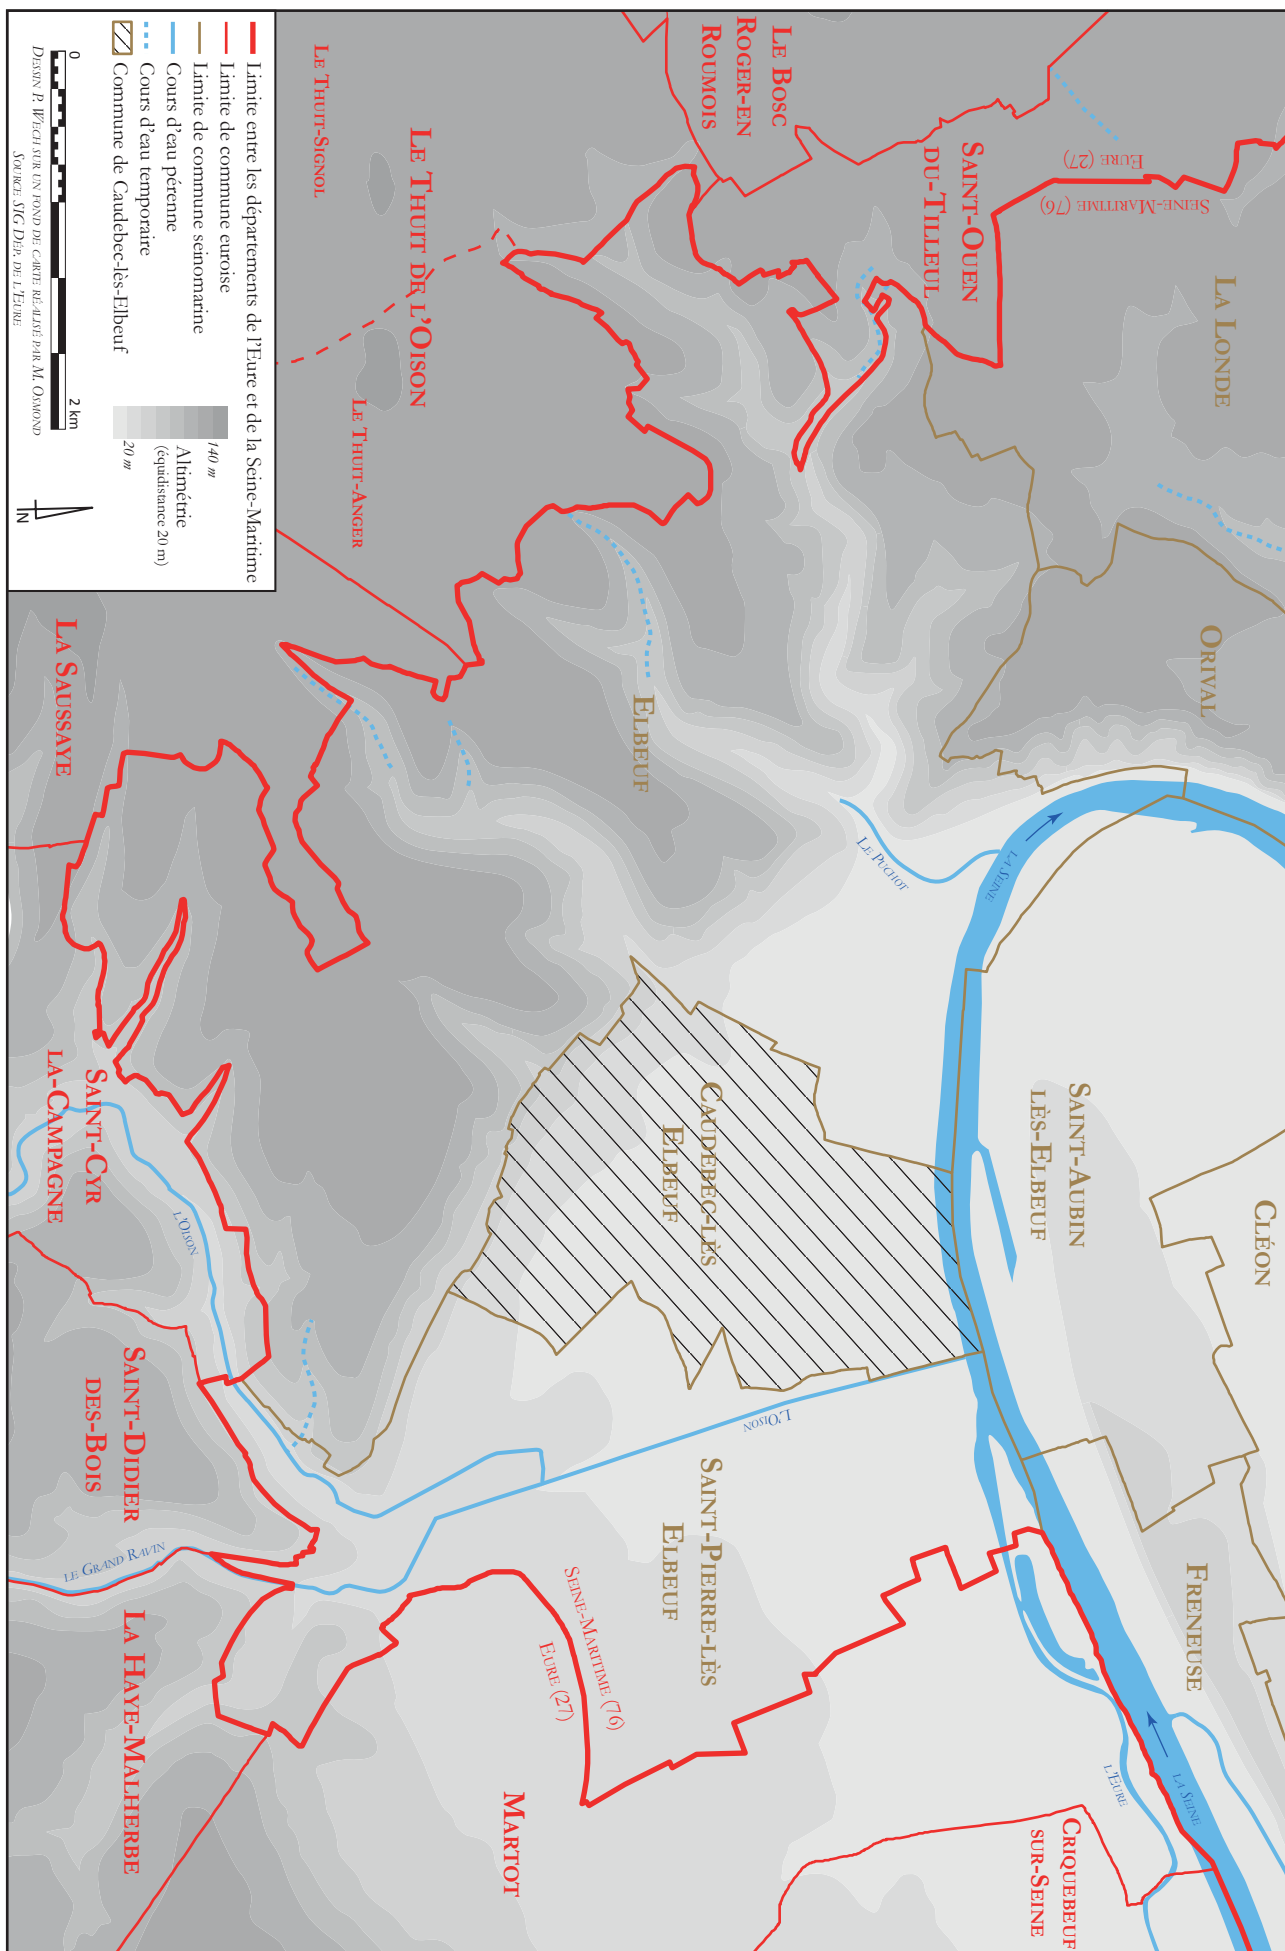 La Londe
Orival
Cléon
Freneuse
Seine-Maritime (76)
Eure (27)
Saint-Ouen
du-Tilleul
Le Bosc
Roger-en
Roumois
La Seine
Le Puchot
Saint-Aubin
lès-Elbeuf
La Seine
L'Eure
Criquebeuf
sur-Seine
Elbeuf
Caudebec-lès
Elbeuf
L'Oison
Saint-Pierre-lès
Elbeuf
Seine-Maritime (76)
Eure (27)
Martot
Le Thuit de l'Oison
Le Thuit-Signol
Le Thuit-Anger
La Saussaye
Saint-Cyr
la-Campagne
L'Oison
Saint-Didier
des-Bois
le Grand Ravin
La Haye-Malherbe
Limite entre les départements de l'Eure et de la Seine-Maritime
Limite de commune euroise
Limite de commune seinomarine
Cours d'eau pérenne
Cours d'eau temporaire
Commune de Caudebec-lès-Elbeuf
140 m
Altimétrie
(équidistance 20 m)
20 m
0
2 km
N
Dessin P. Wech sur un fond de carte réalisé par M. Osmond
Source SIG Dép. de l'Eure